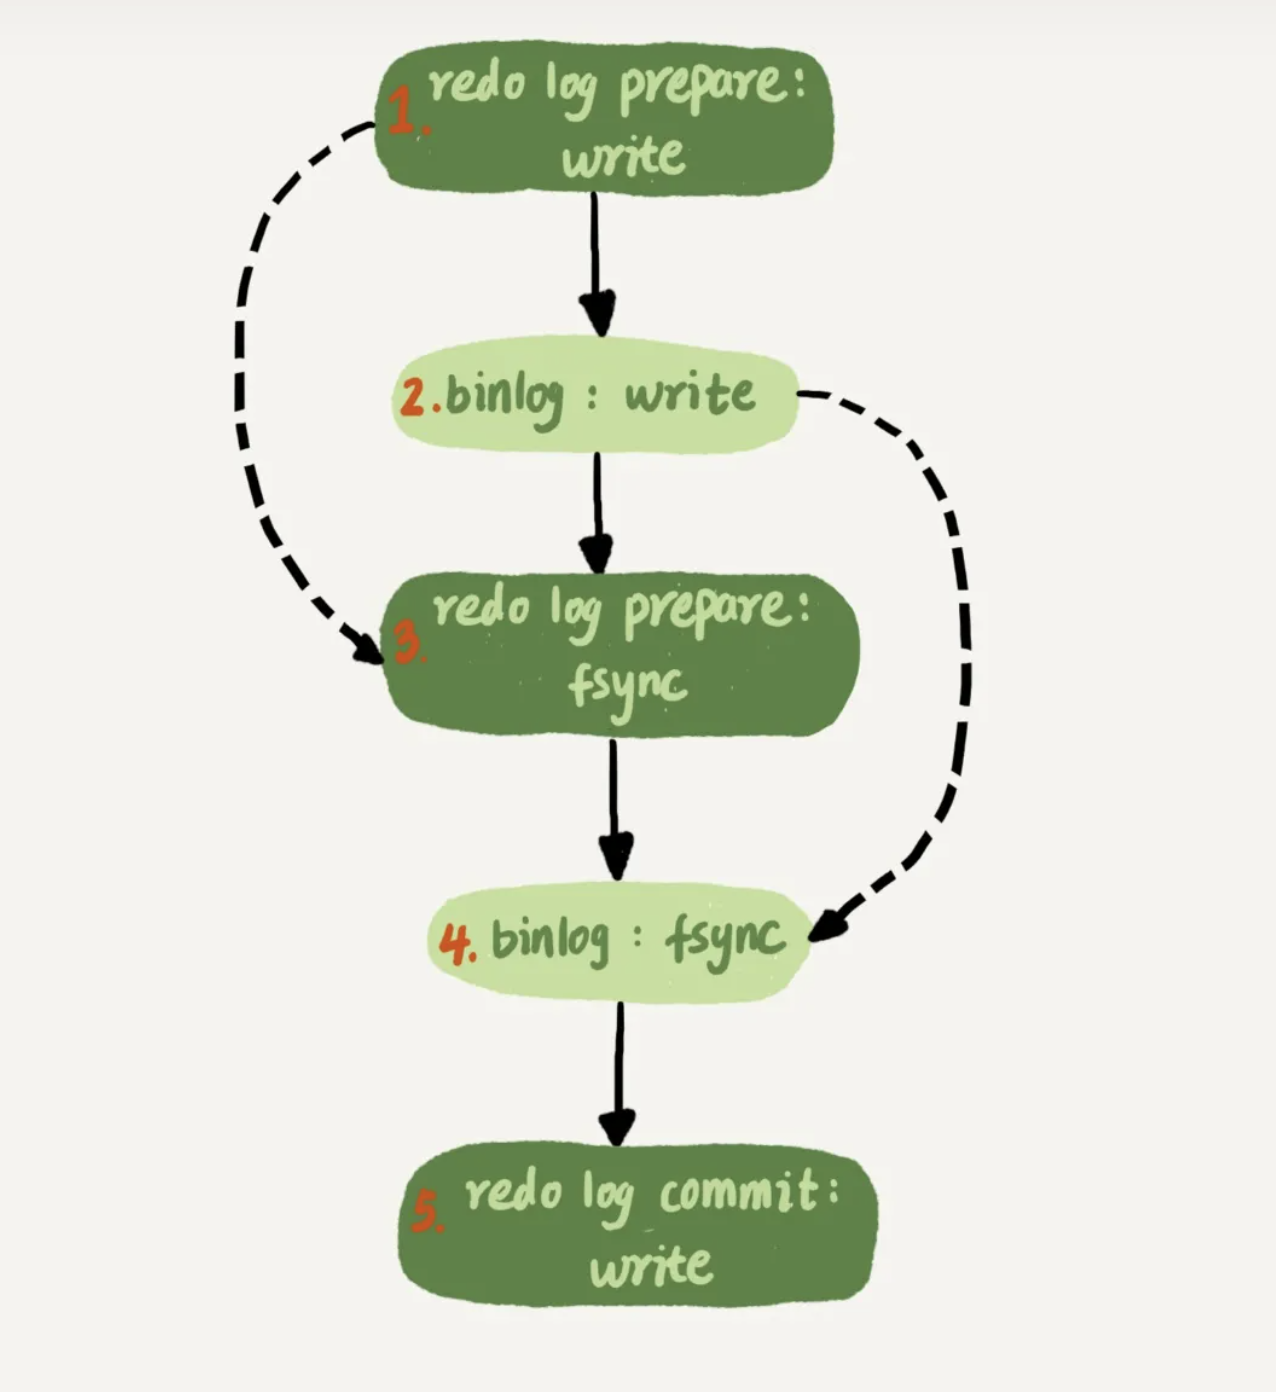 1. redo log prepare:
write
2. binlog : write
3. redo log prepare:
fsync
4. binlog : fsync
5. redo log commit:
write